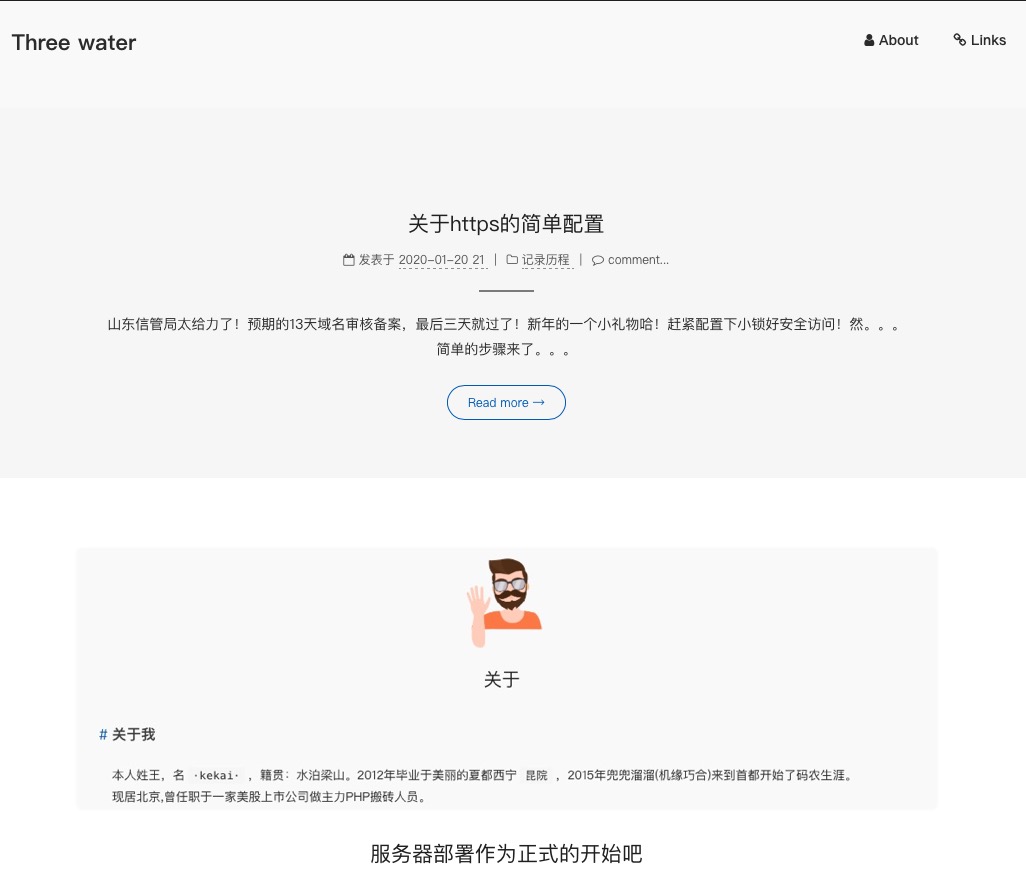 Three water
About
Links
关于https的简单配置
发表于 2020-01-20 21 | 记录历程 | comment...
山东信管局太给力了！预期的13天域名审核备案，最后三天就过了！新年的一个小礼物哈！赶紧配置下小锁好安全访问！然。。。
简单的步骤来了。。。
Read more →
关于
# 关于我
本人姓王，名 ·kekai· ，籍贯：水泊梁山。2012年毕业于美丽的夏都西宁 昆院 ，2015年兜兜溜溜(机缘巧合)来到首都开始了码农生涯。
现居北京,曾任职于一家美股上市公司做主力PHP搬砖人员。
服务器部署作为正式的开始吧